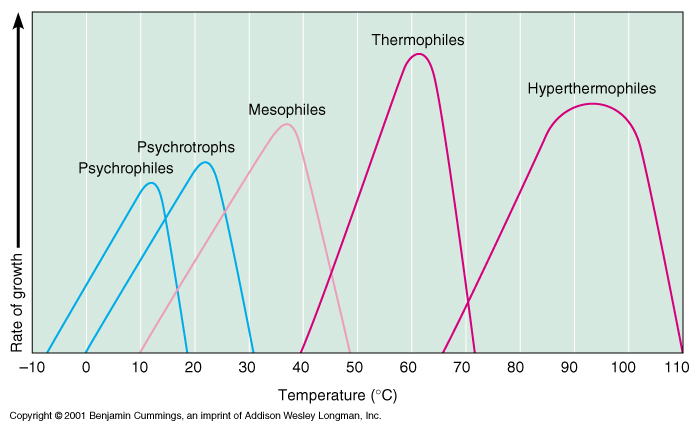 Thermophiles
Hyperthermophiles
Mesophiles
Psychrotrophs
Psychrophiles
Rate of growth
–10 0 10 20 30 40 50 60 70 80 90 100 110
Temperature (°C)
Copyright © 2001 Benjamin Cummings, an imprint of Addison Wesley Longman, Inc.